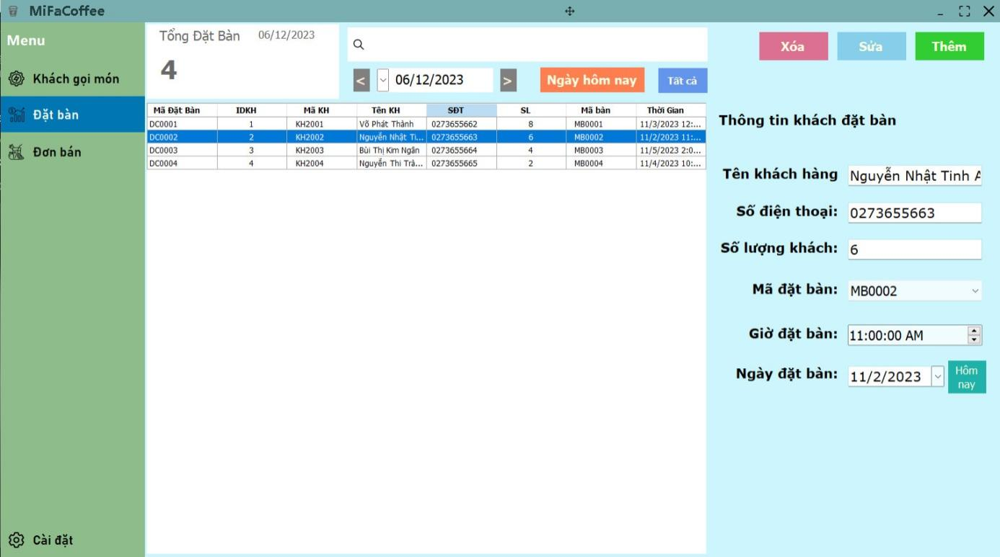 MiFaCoffee
Menu
Khách gọi món
Đặt bàn
Đơn bán
Cài đặt
Tổng Đặt Bàn 06/12/2023
4
< 06/12/2023 > Ngày hôm nay Tất cả
Xóa Sửa Thêm
Mã Đặt Bàn IDKH Mã KH Tên KH SĐT SL Mã bàn Thời Gian
DC0001 1 KH2001 Võ Phát Thành 0273655662 8 MB0001 11/3/2023 12:...
DC0002 2 KH2002 Nguyễn Nhật Ti... 0273655663 6 MB0002 11/2/2023 11:...
DC0003 3 KH2003 Bùi Thị Kim Ngân 0273655664 4 MB0003 11/5/2023 2:0...
DC0004 4 KH2004 Nguyễn Thi Trà... 0273655665 2 MB0004 11/4/2023 10:...
Thông tin khách đặt bàn
Tên khách hàng Nguyễn Nhật Tinh A
Số điện thoại: 0273655663
Số lượng khách: 6
Mã đặt bàn: MB0002
Giờ đặt bàn: 11:00:00 AM
Ngày đặt bàn: 11/2/2023
Hôm
nay